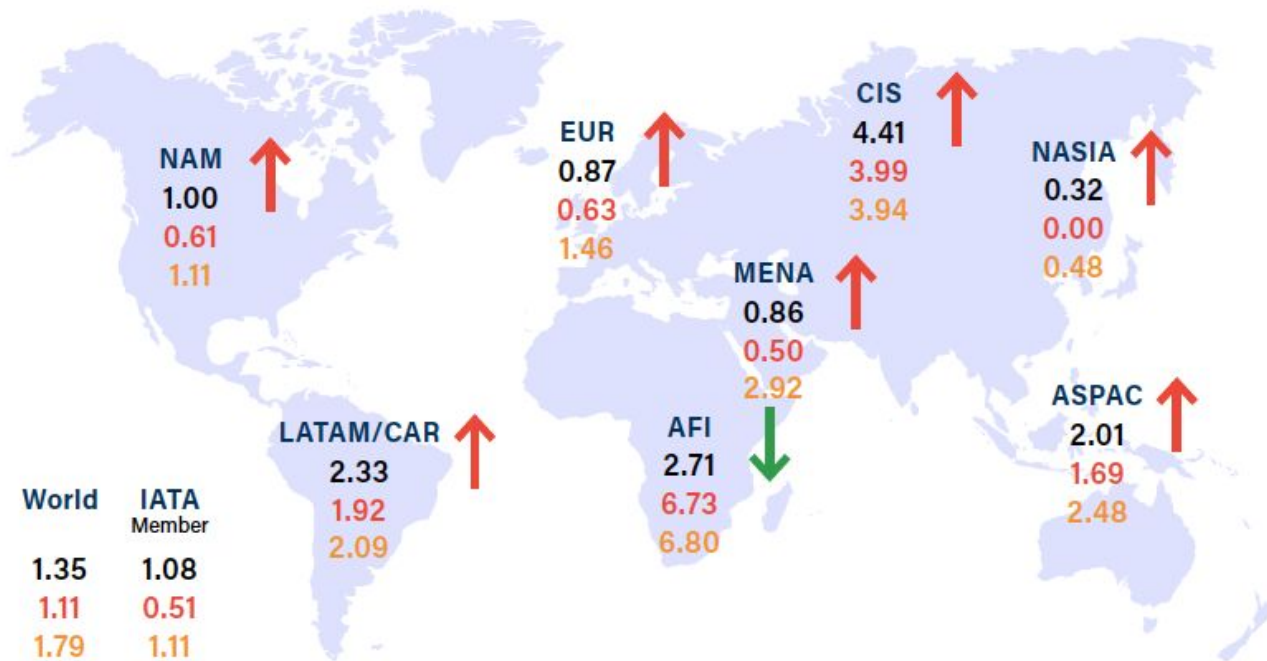 NAM
1.00
0.61
1.11
EUR
0.87
0.63
1.46
CIS
4.41
3.99
3.94
NASIA
0.32
0.00
0.48
MENA
0.86
0.50
2.92
LATAM/CAR
2.33
1.92
2.09
AFI
2.71
6.73
6.80
ASPAC
2.01
1.69
2.48
World
1.35
1.11
1.79
IATA
Member
1.08
0.51
1.11